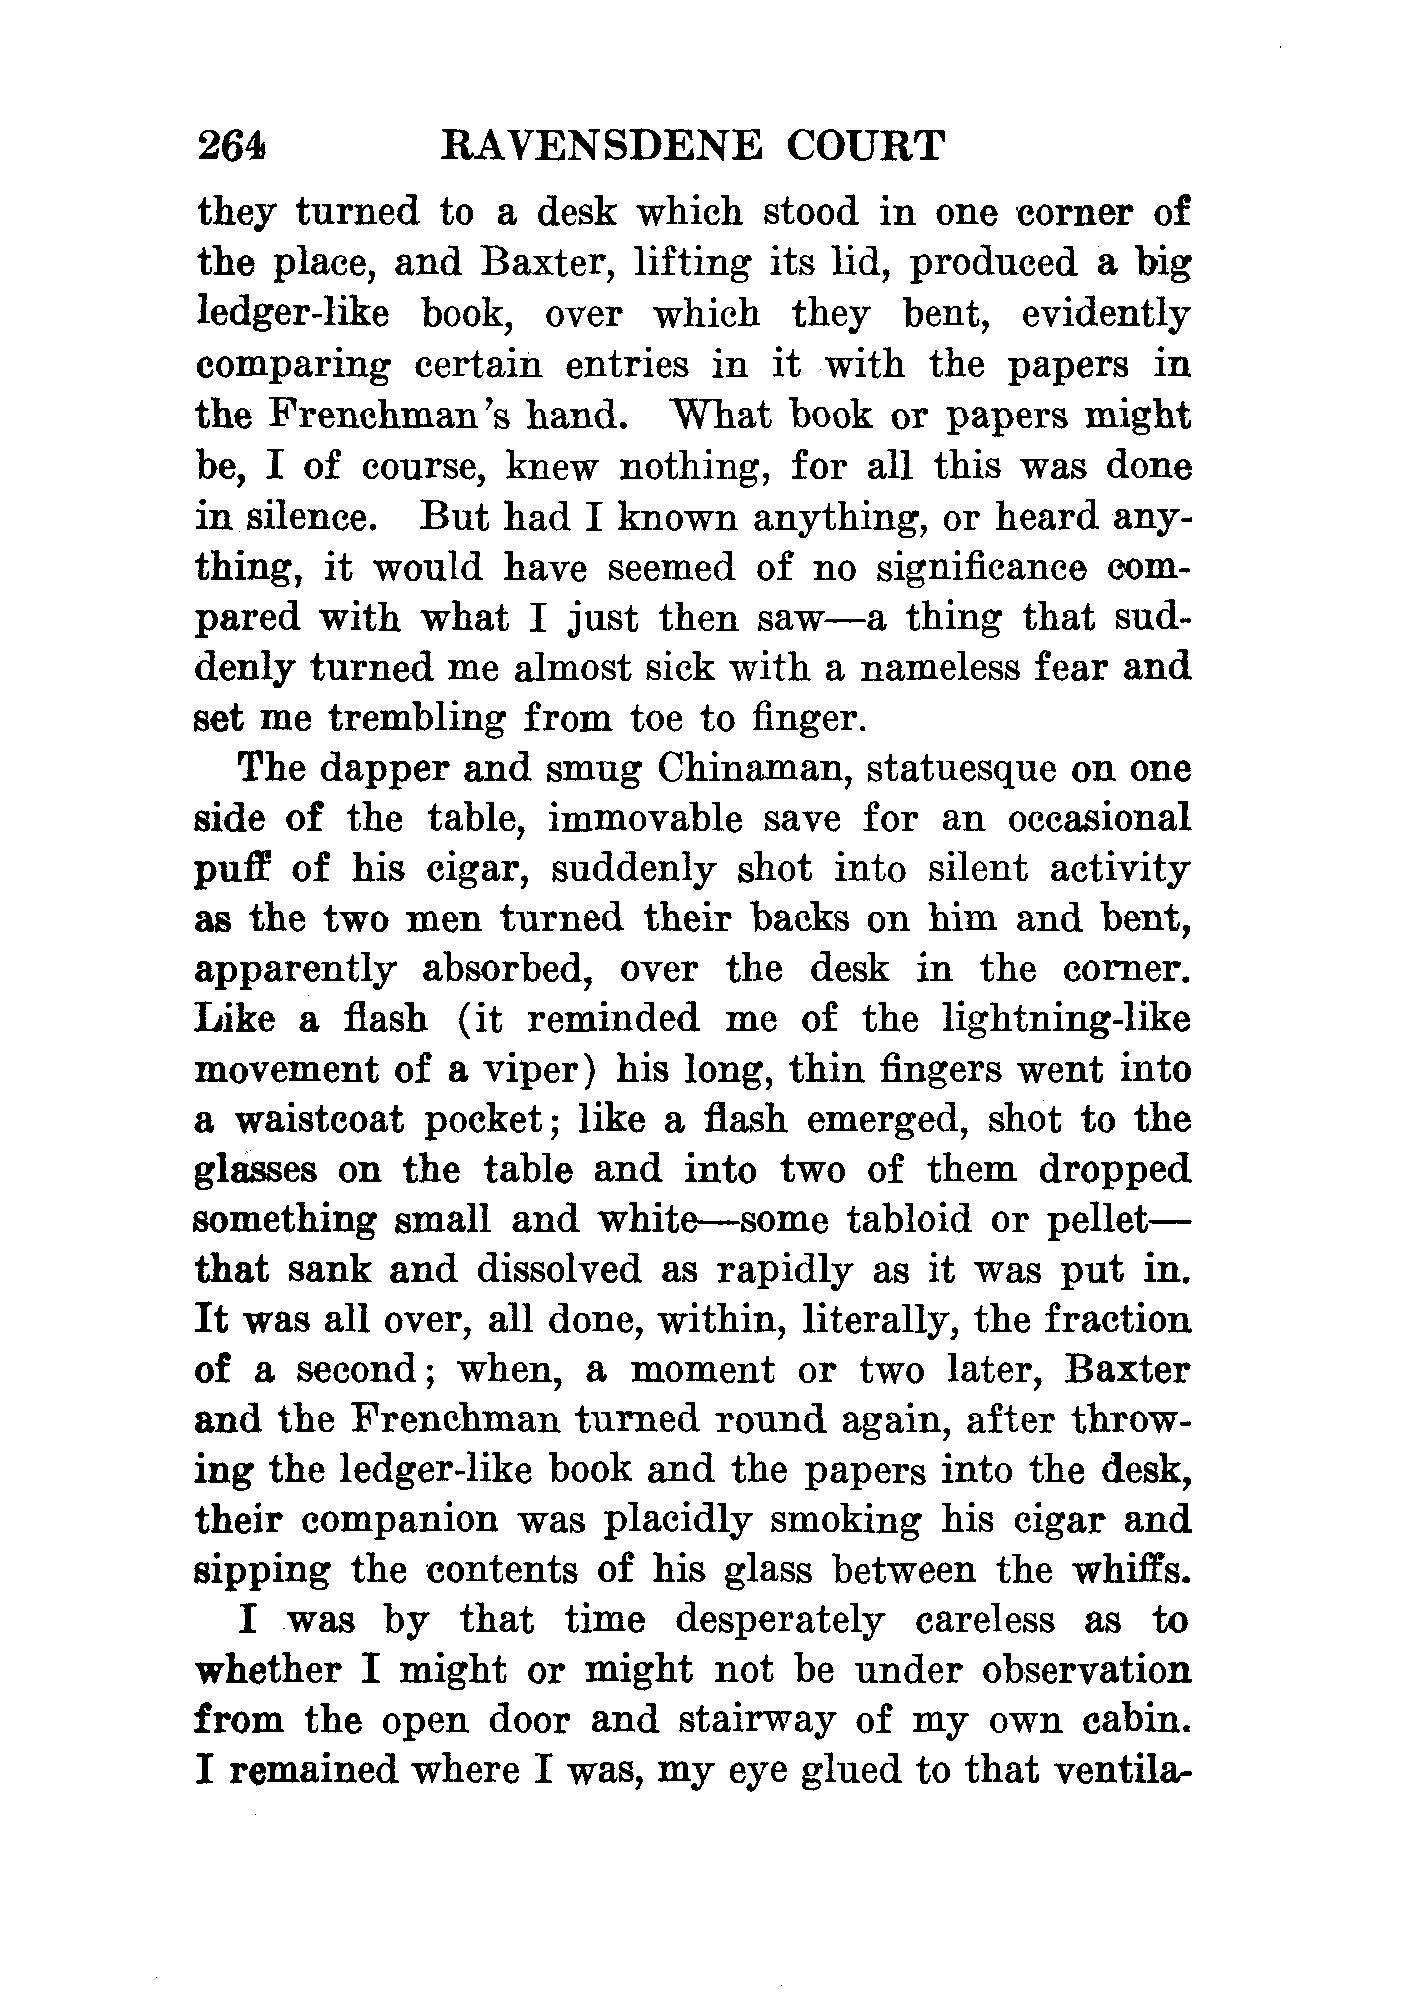 264 RAVENSDENE COURT
they turned to a desk which stood in one corner of
the place, and Baxter, lifting its lid, produced a big
ledger-like book, over which they bent, evidently
comparing certain entries in it with the papers in
the Frenchman's hand. What book or papers might
be, I of course, knew nothing, for all this was done
in silence. But had I known anything, or heard any-
thing, it would have seemed of no significance com-
pared with what I just then saw—a thing that sud-
denly turned me almost sick with a nameless fear and
set me trembling from toe to finger.
The dapper and smug Chinaman, statuesque on one
side of the table, immovable save for an occasional
puff of his cigar, suddenly shot into silent activity
as the two men turned their backs on him and bent,
apparently absorbed, over the desk in the corner.
Like a flash (it reminded me of the lightning-like
movement of a viper) his long, thin fingers went into
a waistcoat pocket; like a flash emerged, shot to the
glasses on the table and into two of them dropped
something small and white—some tabloid or pellet—
that sank and dissolved as rapidly as it was put in.
It was all over, all done, within, literally, the fraction
of a second; when, a moment or two later, Baxter
and the Frenchman turned round again, after throw-
ing the ledger-like book and the papers into the desk,
their companion was placidly smoking his cigar and
sipping the contents of his glass between the whiffs.
I was by that time desperately careless as to
whether I might or might not be under observation
from the open door and stairway of my own cabin.
I remained where I was, my eye glued to that ventila-